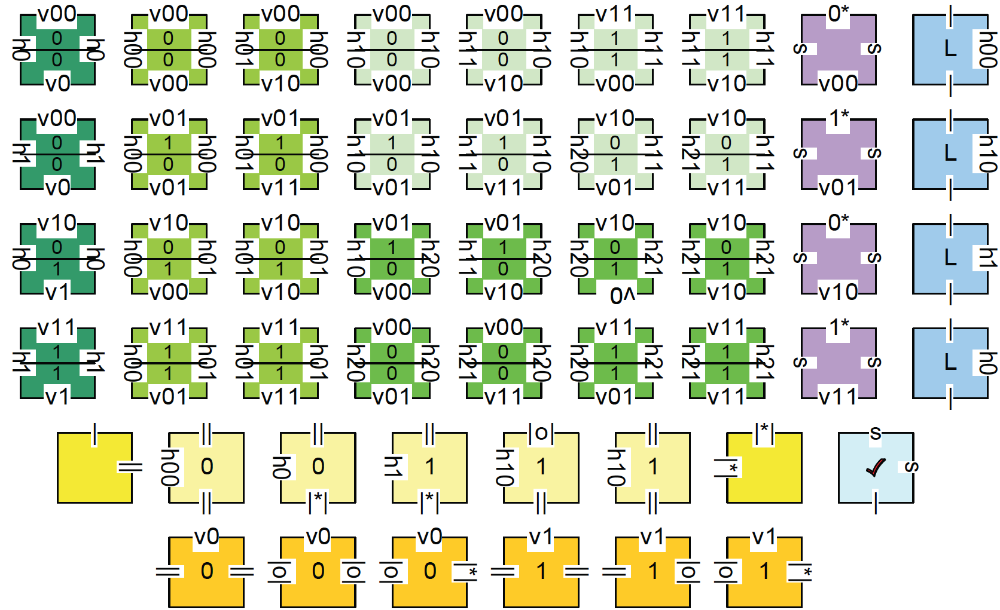 v00 v00 v00 v00 v00 v11 v11 0* |
h0 0 h0 h00 0 h00 h01 0 h00 h10 0 h10 h11 0 h10 h10 1 h11 h11 1 h11 s s L h00
0 0 0 0 0 1 1
v0 v00 v10 v00 v10 v00 v10 v00 |
v00 v01 v01 v01 v01 v10 v10 1* |
h1 0 h1 h00 1 h00 h01 1 h00 h10 1 h10 h11 1 h10 h20 0 h11 h21 0 h11 s s L h10
0 0 0 0 0 1 1
v0 v01 v11 v01 v11 v01 v11 v01 |
v10 v10 v10 v01 v01 v10 v10 0* |
h0 0 h0 h00 0 h01 h01 0 h01 h10 1 h20 h11 1 h20 h20 0 h21 h21 0 h21 s s L h1
1 1 1 0 0 1 1
v1 v00 v10 v00 v10 v0 v10 v10 |
v11 v11 v11 v00 v00 v11 v11 1* |
h1 1 h1 h00 1 h01 h01 1 h01 h20 0 h20 h21 0 h20 h20 1 h21 h21 1 h21 s s L h0
1 1 1 0 0 1 1
v1 v01 v11 v01 v11 v01 v11 v11 |
| || || || |o| || |*| s
|| h00 0 h0 0 h1 1 h10 1 h10 1 |*| ✓ s
|| |*| |*| || || |
v0 v0 v0 v1 v1 v1
|| 0 || |o| 0 |o| |o| 0 |*| || 1 || || 1 |o| |o| 1 |*|